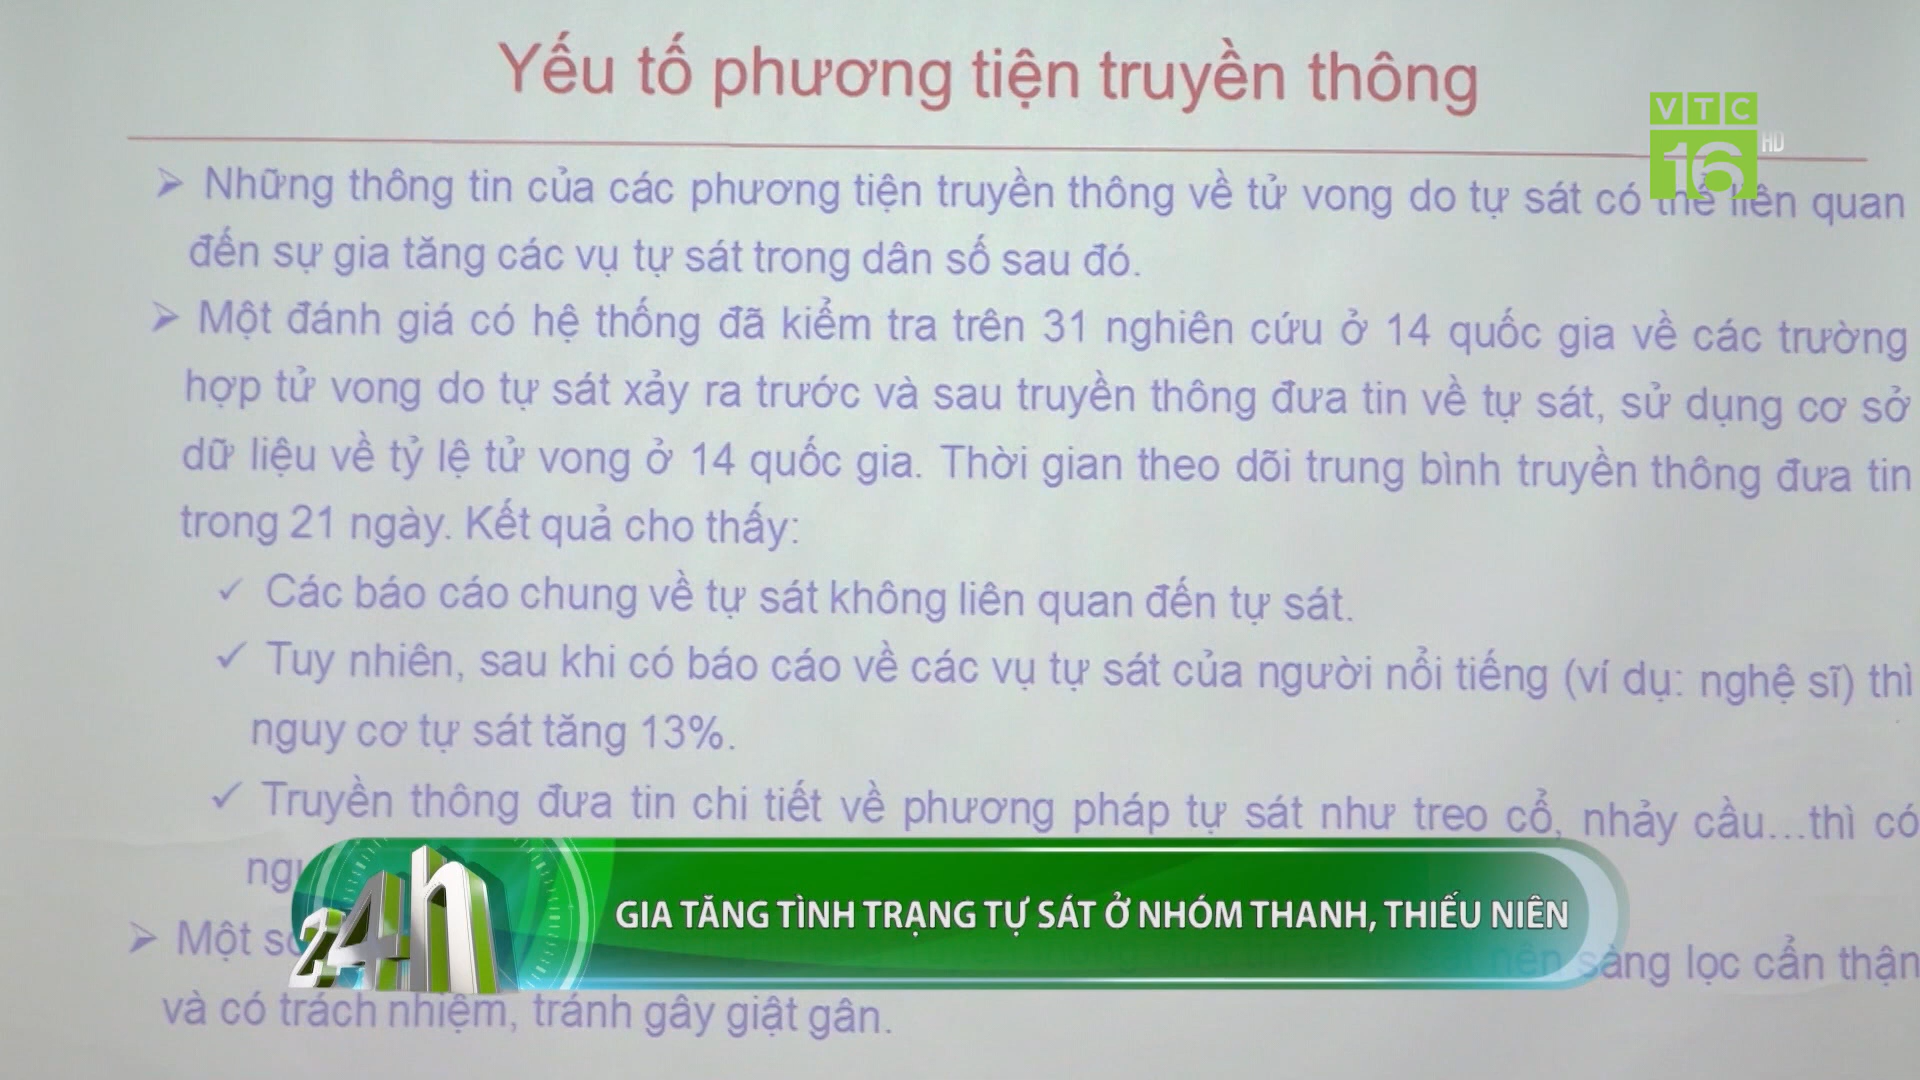 Yếu tố phương tiện truyền thông
VTC
16 HD
➢ Những thông tin của các phương tiện truyền thông về tử vong do tự sát có thể liên quan
đến sự gia tăng các vụ tự sát trong dân số sau đó.
➢ Một đánh giá có hệ thống đã kiểm tra trên 31 nghiên cứu ở 14 quốc gia về các trường
hợp tử vong do tự sát xảy ra trước và sau truyền thông đưa tin về tự sát, sử dụng cơ sở
dữ liệu về tỷ lệ tử vong ở 14 quốc gia. Thời gian theo dõi trung bình truyền thông đưa tin
trong 21 ngày. Kết quả cho thấy:
✓ Các báo cáo chung về tự sát không liên quan đến tự sát.
✓ Tuy nhiên, sau khi có báo cáo về các vụ tự sát của người nổi tiếng (ví dụ: nghệ sĩ) thì
nguy cơ tự sát tăng 13%.
✓ Truyền thông đưa tin chi tiết về phương pháp tự sát như treo cổ, nhảy cầu...thì có
24h
GIA TĂNG TÌNH TRẠNG TỰ SÁT Ở NHÓM THANH, THIẾU NIÊN
➢ Một nên sàng lọc cẩn thận
và có trách nhiệm, tránh gây giật gân.